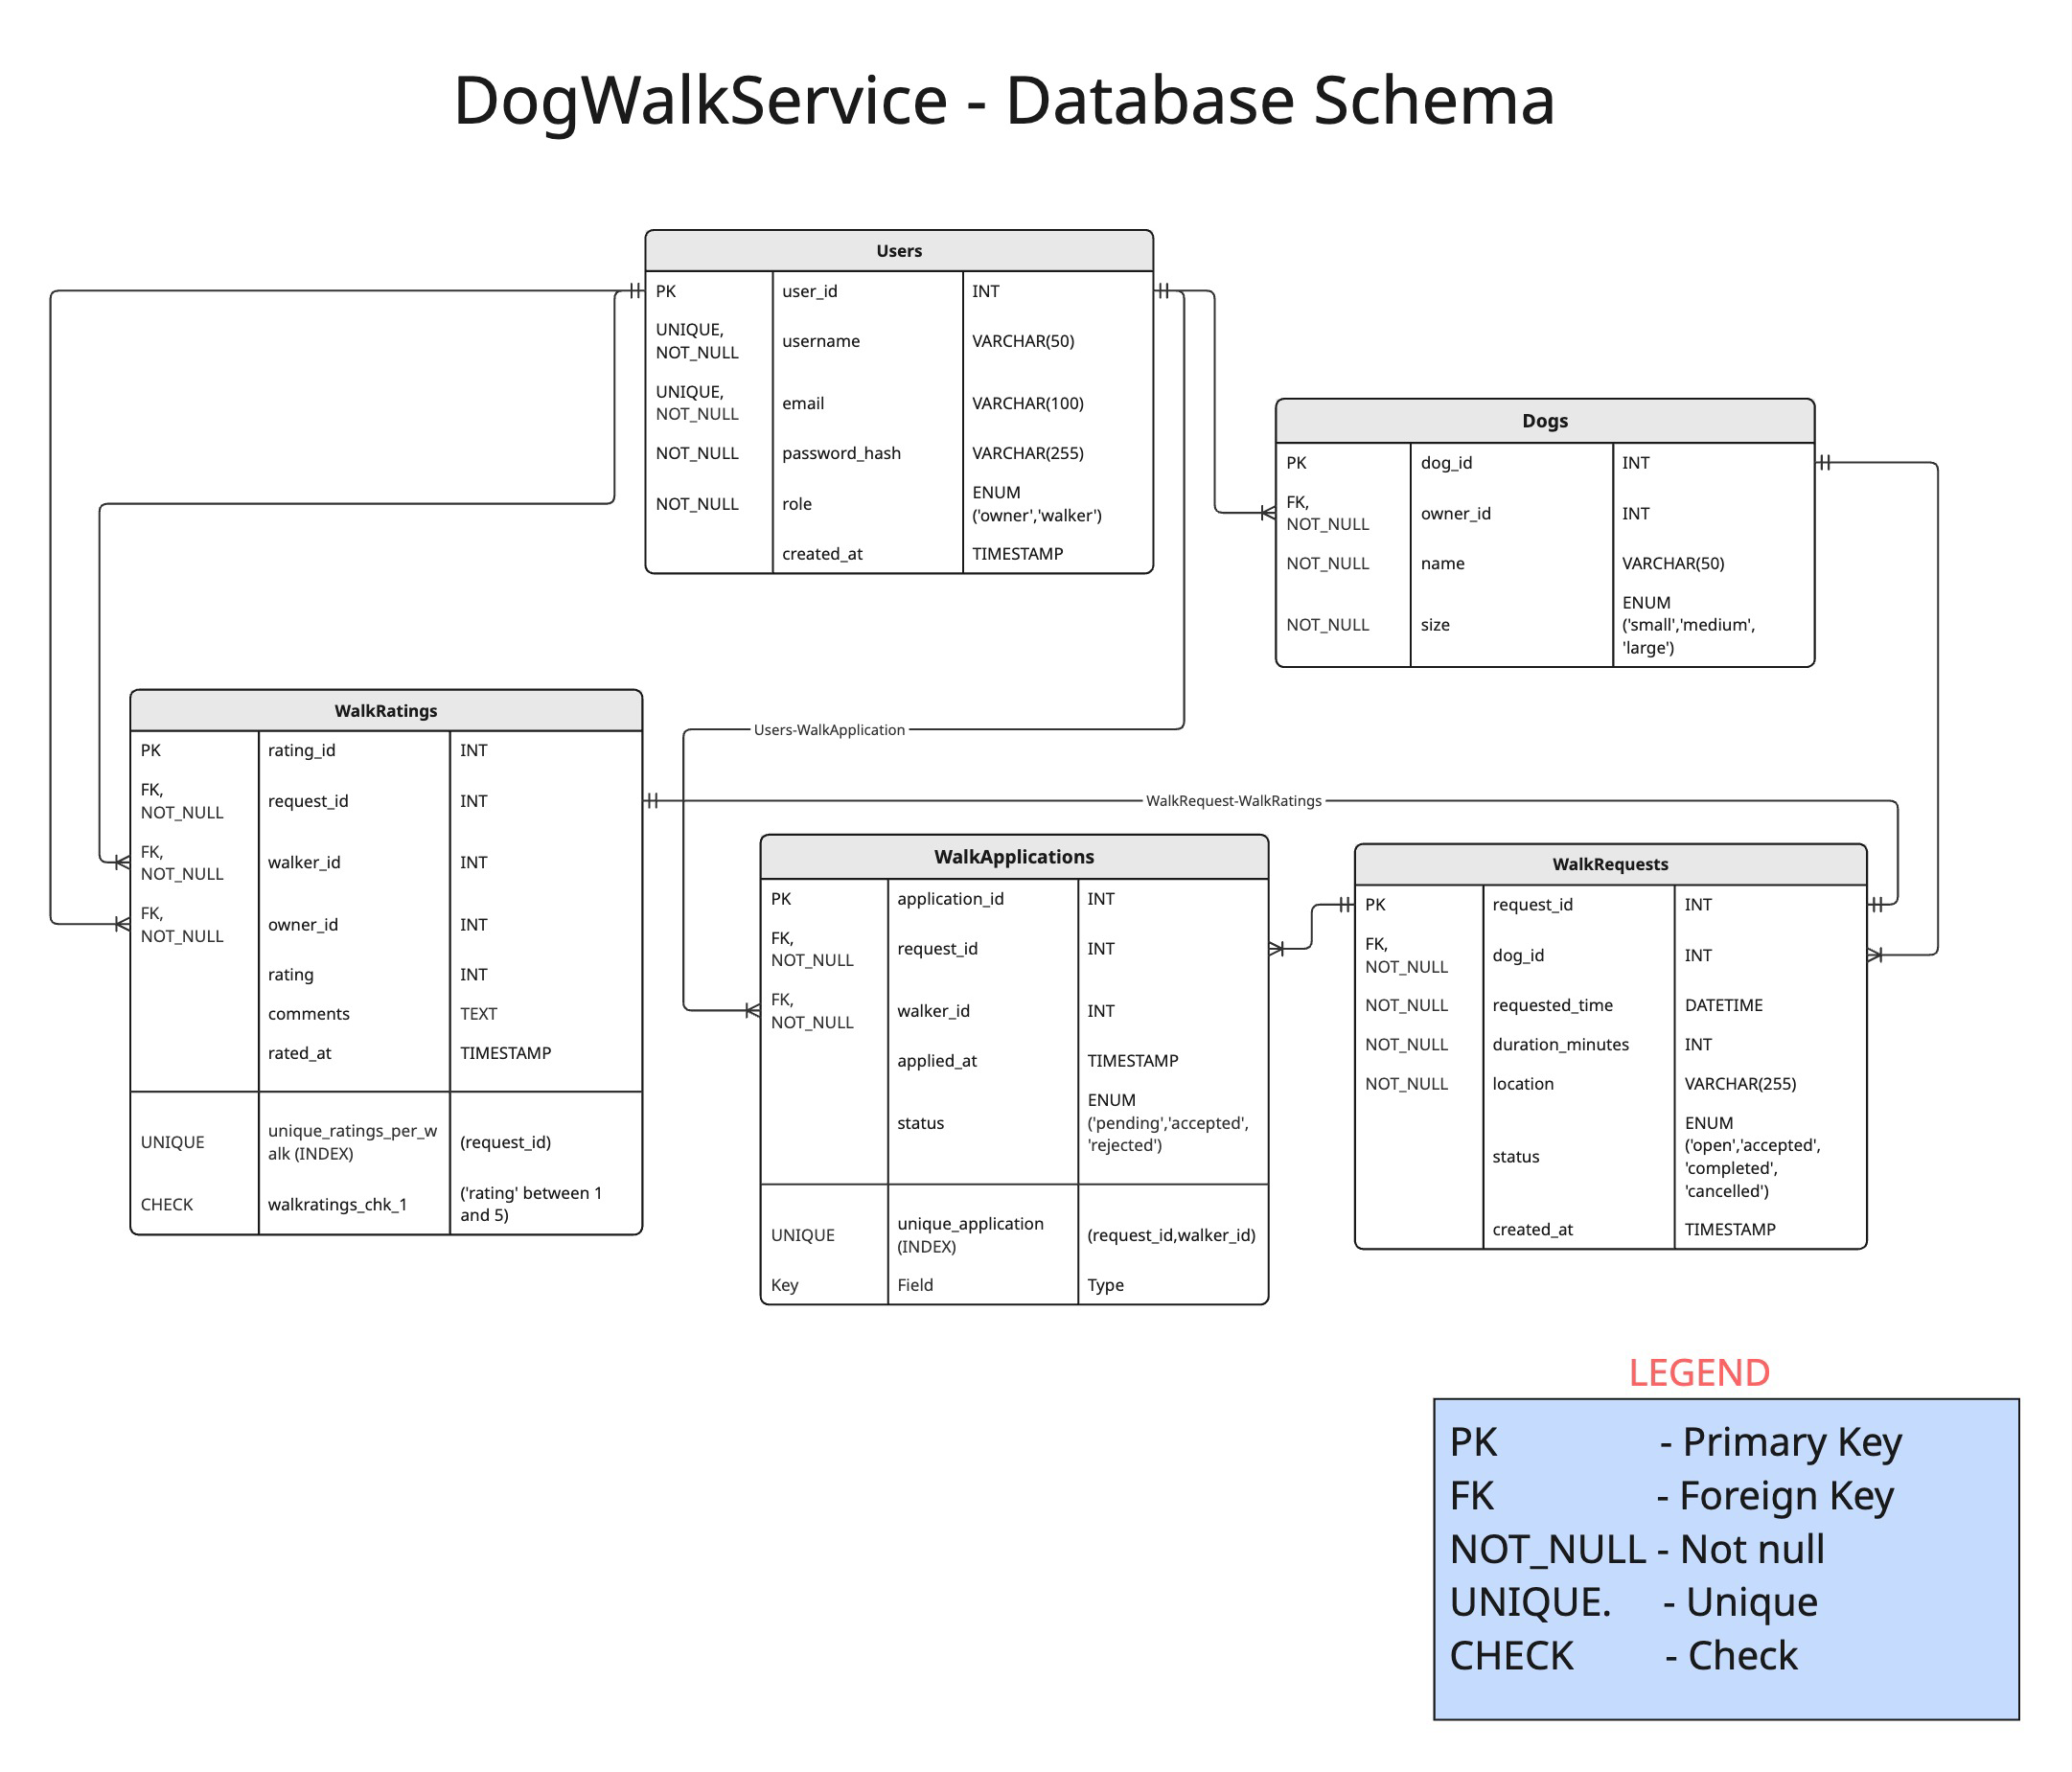 DogWalkService - Database Schema
Users
PK user_id INT
UNIQUE,
NOT_NULL username VARCHAR(50)
UNIQUE,
NOT_NULL email VARCHAR(100)
NOT_NULL password_hash VARCHAR(255)
NOT_NULL role ENUM
('owner','walker')
created_at TIMESTAMP
Dogs
PK dog_id INT
FK,
NOT_NULL owner_id INT
NOT_NULL name VARCHAR(50)
NOT_NULL size ENUM
('small','medium',
'large')
WalkRatings
PK rating_id INT
FK,
NOT_NULL request_id INT
FK,
NOT_NULL walker_id INT
FK,
NOT_NULL owner_id INT
rating INT
comments TEXT
rated_at TIMESTAMP
UNIQUE unique_ratings_per_w
alk (INDEX) (request_id)
CHECK walkratings_chk_1 ('rating' between 1
and 5)
Users-WalkApplication
WalkRequest-WalkRatings
WalkApplications
PK application_id INT
FK,
NOT_NULL request_id INT
FK,
NOT_NULL walker_id INT
applied_at TIMESTAMP
status ENUM
('pending','accepted',
'rejected')
UNIQUE unique_application
(INDEX) (request_id,walker_id)
Key Field Type
WalkRequests
PK request_id INT
FK,
NOT_NULL dog_id INT
NOT_NULL requested_time DATETIME
NOT_NULL duration_minutes INT
NOT_NULL location VARCHAR(255)
status ENUM
('open','accepted',
'completed',
'cancelled')
created_at TIMESTAMP
LEGEND
PK - Primary Key
FK - Foreign Key
NOT_NULL - Not null
UNIQUE. - Unique
CHECK - Check